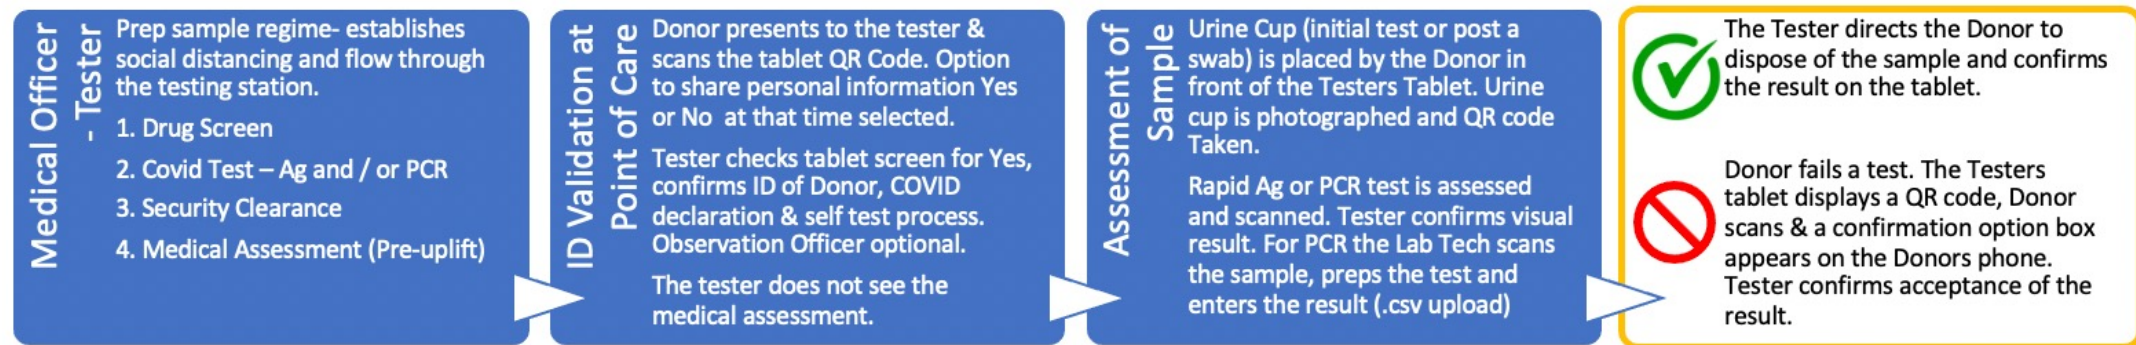 Medical Officer
- Tester
Prep sample regime- establishes
social distancing and flow through
the testing station.
1. Drug Screen
2. Covid Test – Ag and / or PCR
3. Security Clearance
4. Medical Assessment (Pre-uplift)
ID Validation at
Point of Care
Donor presents to the tester &
scans the tablet QR Code. Option
to share personal information Yes
or No at that time selected.
Tester checks tablet screen for Yes,
confirms ID of Donor, COVID
declaration & self test process.
Observation Officer optional.
The tester does not see the
medical assessment.
Assessment of
Sample
Urine Cup (initial test or post a
swab) is placed by the Donor in
front of the Testers Tablet. Urine
cup is photographed and QR code
Taken.
Rapid Ag or PCR test is assessed
and scanned. Tester confirms visual
result. For PCR the Lab Tech scans
the sample, preps the test and
enters the result (.csv upload)
The Tester directs the Donor to
dispose of the sample and confirms
the result on the tablet.
Donor fails a test. The Testers
tablet displays a QR code, Donor
scans & a confirmation option box
appears on the Donors phone.
Tester confirms acceptance of the
result.